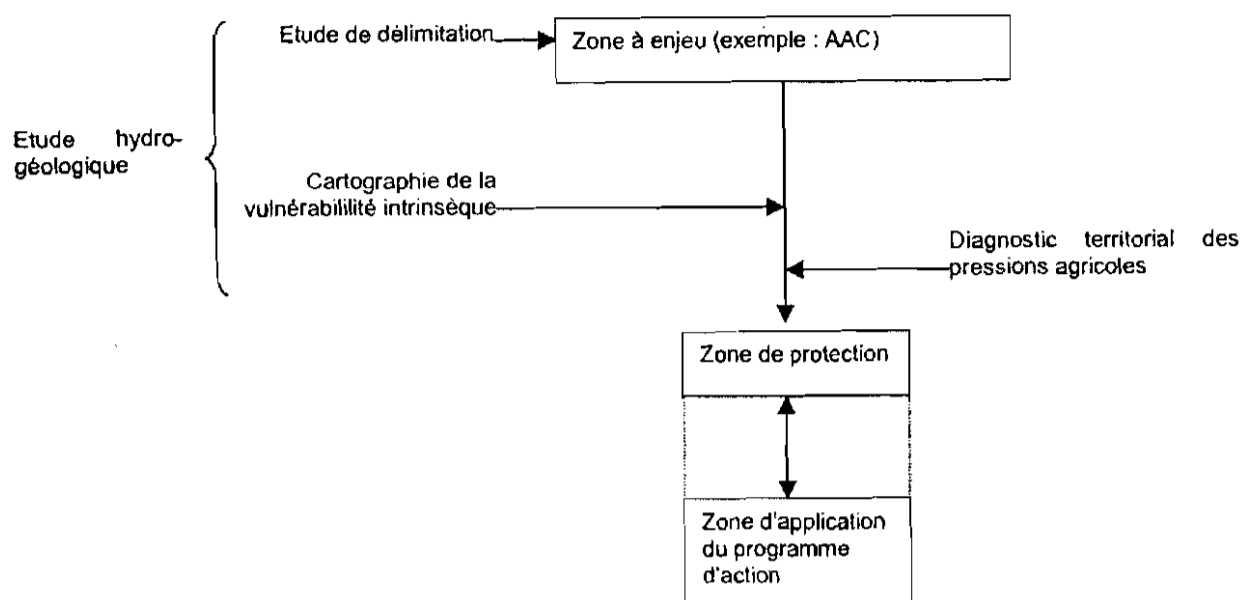 Etude de délimitation
Zone à enjeu (exemple : AAC)
Etude hydro-
géologique
Cartographie de la
vulnérabililité intrinsèque
Diagnostic territorial des
pressions agricoles
Zone de protection
Zone d'application
du programme
d'action